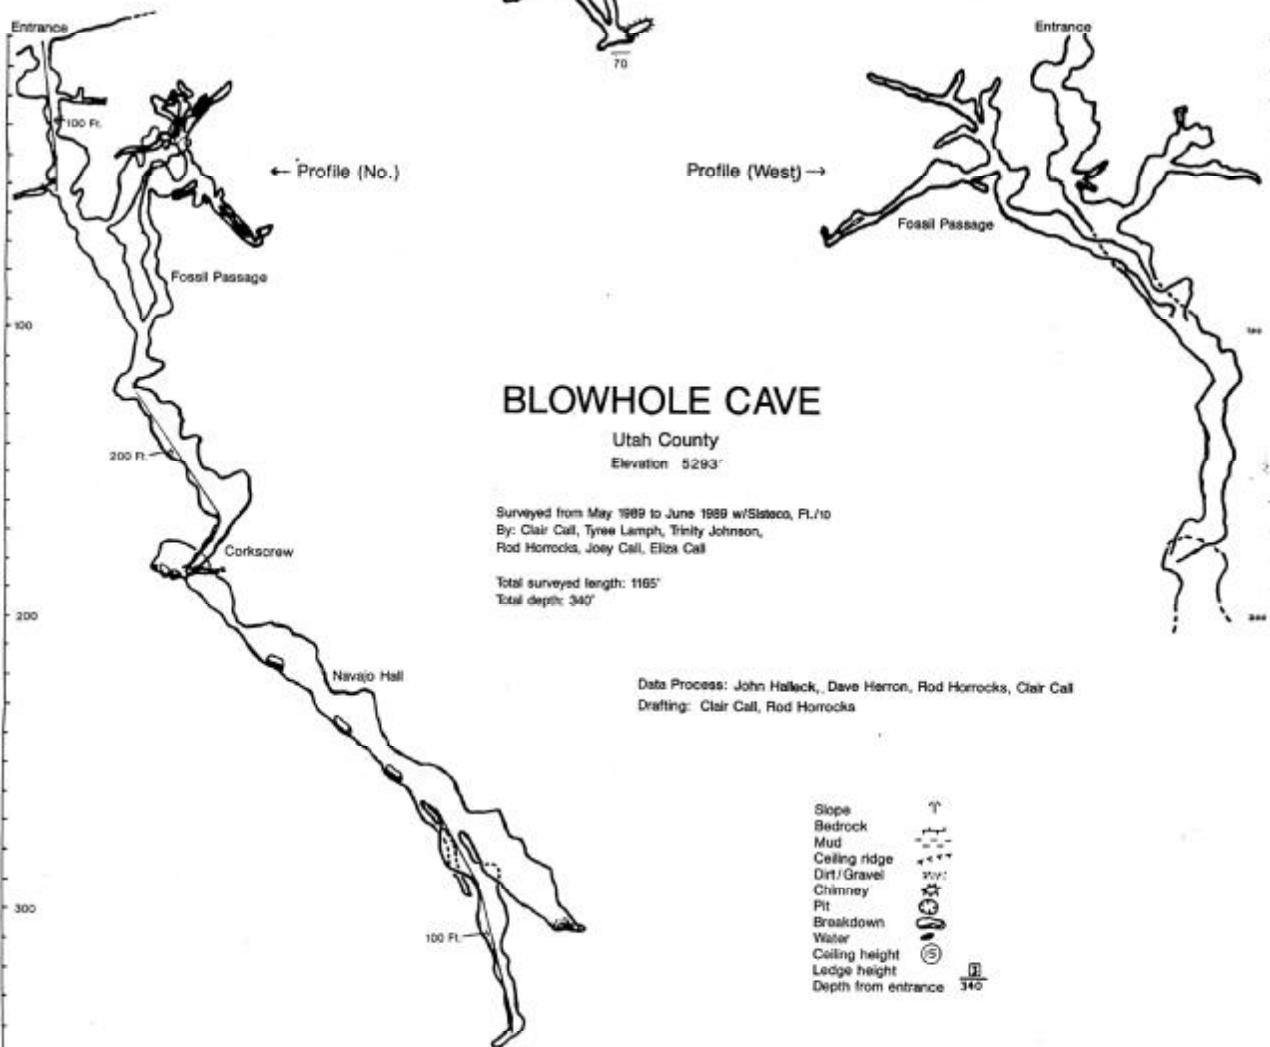 Entrance
70
Entrance
100 Ft.
← Profile (No.)
Profile (West) →
Fossil Passage
Fossil Passage
100
100
BLOWHOLE CAVE
Utah County
Elevation 5293'
200 Ft.
Surveyed from May 1989 to June 1989 w/Sisteco, Ft./10
By: Clair Call, Tyree Lamph, Trinity Johnson,
Rod Horrocks, Joey Call, Eliza Call
Corkscrew
Total surveyed length: 1165'
Total depth: 340'
200
200
Navajo Hall
Data Process: John Halleck, Dave Herron, Rod Horrocks, Clair Call
Drafting: Clair Call, Rod Horrocks
Slope
Bedrock
Mud
Ceiling ridge
Dirt/Gravel
Chimney
Pit
Breakdown
Water
Ceiling height 15
Ledge height
Depth from entrance 340
300
100 Ft.